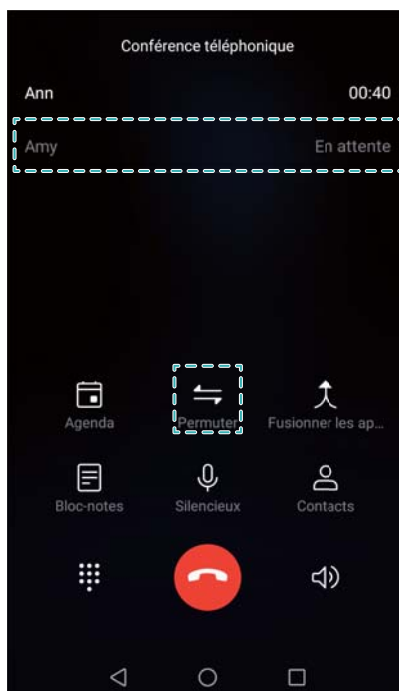 Conférence téléphonique
Ann 00:40
Amy En attente
Agenda Permuter Fusionner les ap...
Bloc-notes Silencieux Contacts